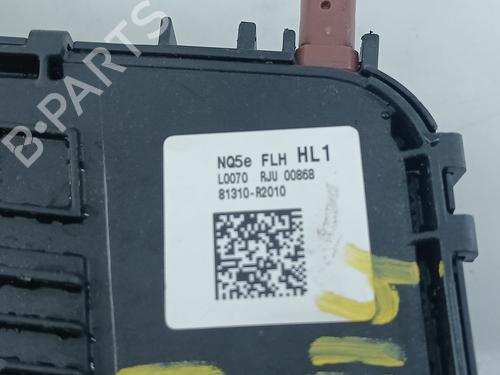 B-PARTS
NQ5e FLH HL1
L0070 RJU 00868
81310-R2010